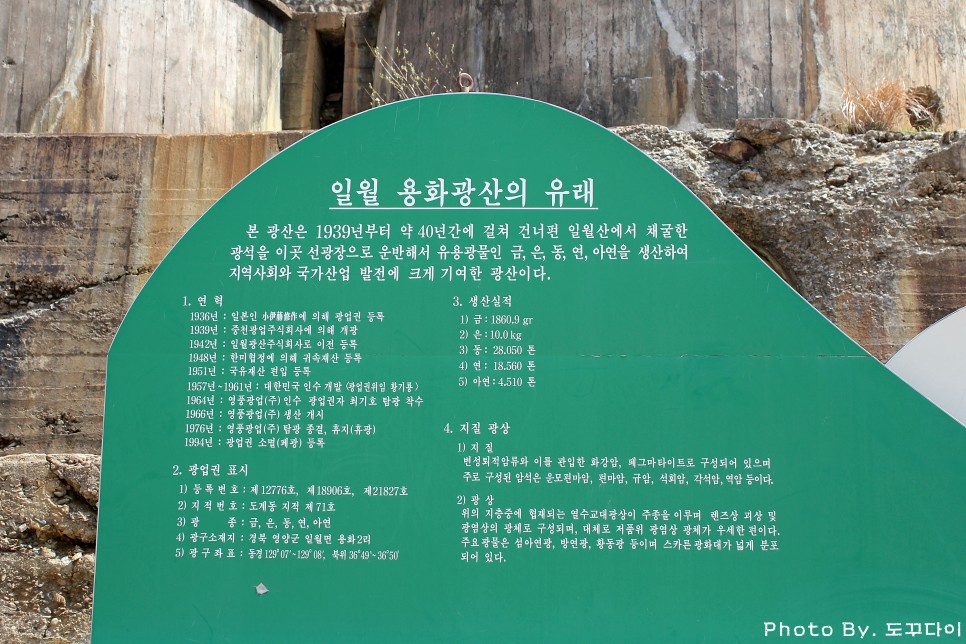 일월 용화광산의 유래
본 광산은 1939년부터 약 40년간에 걸쳐 건너편 일월산에서 채굴한
광석을 이곳 선광장으로 운반해서 유용광물인 금, 은, 동, 연, 아연을 생산하여
지역사회와 국가산업 발전에 크게 기여한 광산이다.
1. 연 혁
1936년 : 일본인 小伊藤修作에 의해 광업권 등록
1939년 : 중천광업주식회사에 의해 개광
1942년 : 일월광산주식회사로 이전 등록
1948년 : 한미협정에 의해 귀속재산 등록
1951년 : 국유재산 편입 등록
1957년~1961년 : 대한민국 인수 개발 (광업권위임 황기룡)
1964년 : 영풍광업(주)인수 광업권자 최기호 탐광 착수
1966년 : 영풍광업(주) 생산 개시
1976년 : 영풍광업(주) 탐광 종결, 휴지(휴광)
1994년 : 광업권 소멸(폐광) 등록
2. 광업권 표시
1) 등록번호 : 제12776호, 제18906호, 제21827호
2) 지적번호 : 도계동 지적 제71호
3) 광 종 : 금, 은, 동, 연, 아연
4) 광구소재지 : 경북 영양군 일월면 용화2리
5) 광구좌표 : 동경 129°07'~129°08', 북위 36°49'~36°50'
3. 생산실적
1) 금 : 1860.9 gr
2) 은 : 10.0 kg
3) 동 : 28.050 톤
4) 연 : 18.560 톤
5) 아연 : 4.510 톤
4. 지질 광상
1) 지 질
변성퇴적암류와 이를 관입한 화강암, 페그마타이트로 구성되어 있으며
주로 구성된 암석은 운모편마암, 편마암, 규암, 석회암, 각석암, 역암 등이다.
2) 광 상
위의 지층중에 협재되는 열수교대광상이 주종을 이루며 렌즈상 괴상 및
광염상의 광체로 구성되며, 대체로 저품위 광염상 광체가 우세한 편이다.
주요광물은 섬아연광, 방연광, 황동광 등이며 스카른 광화대가 넓게 분포
되어 있다.
Photo By. 도꾸다이